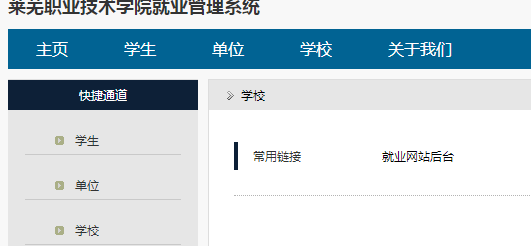 莱芜职业技术学院就业管理系统
主页 学生 单位 学校 关于我们
快捷通道
学生
单位
学校
学校
常用链接 就业网站后台